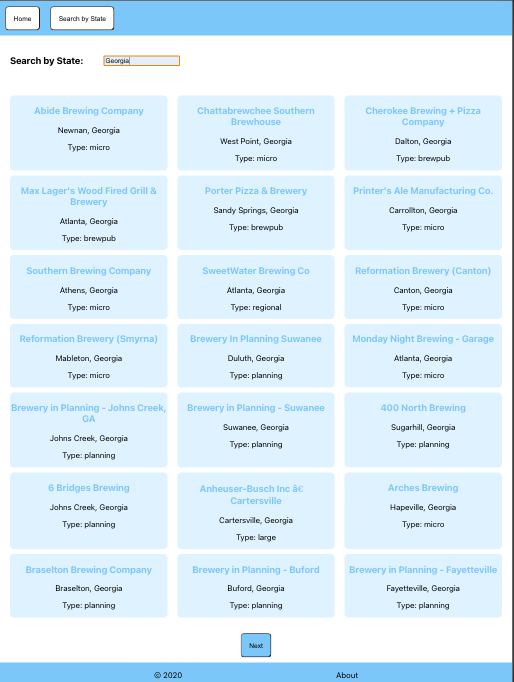 Home
Search by State
Search by State:
Georgia
Abide Brewing Company
Newnan, Georgia
Type: micro
Chattabrewchee Southern
Brewhouse
West Point, Georgia
Type: micro
Cherokee Brewing + Pizza
Company
Dalton, Georgia
Type: brewpub
Max Lager's Wood Fired Grill &
Brewery
Atlanta, Georgia
Type: brewpub
Porter Pizza & Brewery
Sandy Springs, Georgia
Type: brewpub
Printer's Ale Manufacturing Co.
Carrollton, Georgia
Type: micro
Southern Brewing Company
Athens, Georgia
Type: micro
SweetWater Brewing Co
Atlanta, Georgia
Type: regional
Reformation Brewery (Canton)
Canton, Georgia
Type: micro
Reformation Brewery (Smyrna)
Mableton, Georgia
Type: micro
Brewery In Planning Suwanee
Duluth, Georgia
Type: planning
Monday Night Brewing - Garage
Atlanta, Georgia
Type: micro
Brewery in Planning - Johns Creek,
GA
Johns Creek, Georgia
Type: planning
Brewery in Planning - Suwanee
Suwanee, Georgia
Type: planning
400 North Brewing
Sugarhill, Georgia
Type: planning
6 Bridges Brewing
Johns Creek, Georgia
Type: planning
Anheuser-Busch Inc â€
Cartersville
Cartersville, Georgia
Type: large
Arches Brewing
Hapeville, Georgia
Type: micro
Braselton Brewing Company
Braselton, Georgia
Type: planning
Brewery in Planning - Buford
Buford, Georgia
Type: planning
Brewery in Planning - Fayetteville
Fayetteville, Georgia
Type: planning
Next
© 2020
About